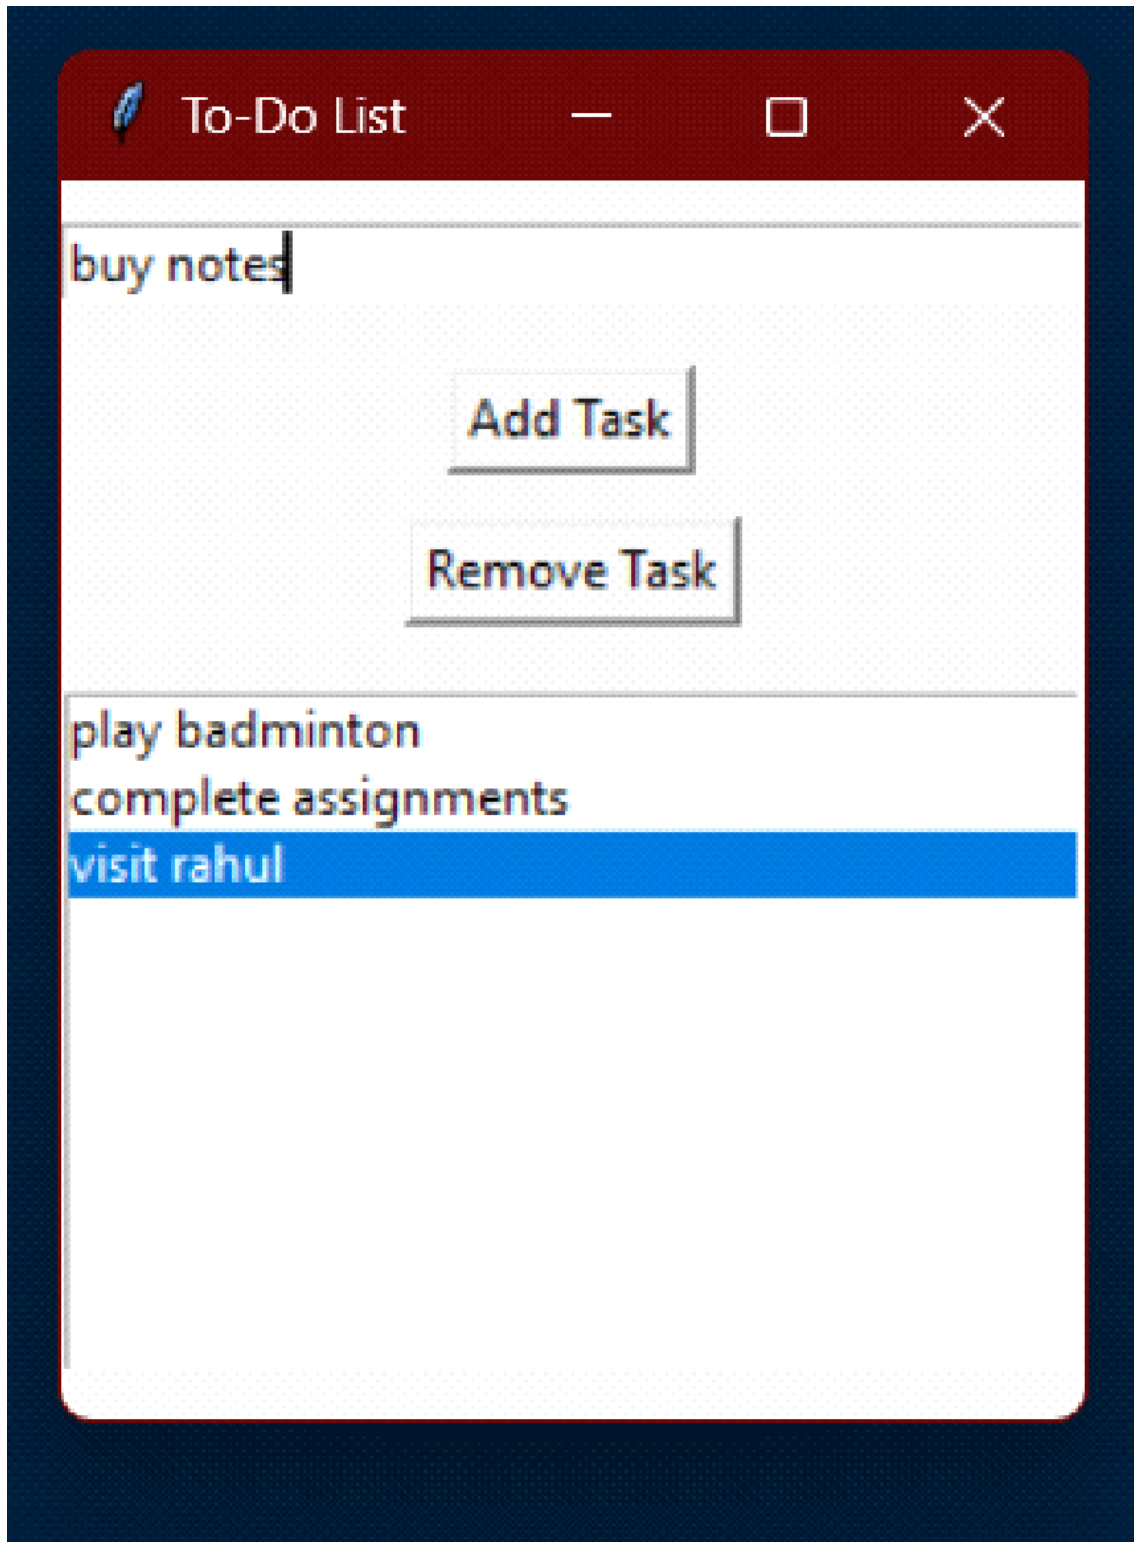 To-Do List
buy notes
Add Task
Remove Task
play badminton
complete assignments
visit rahul